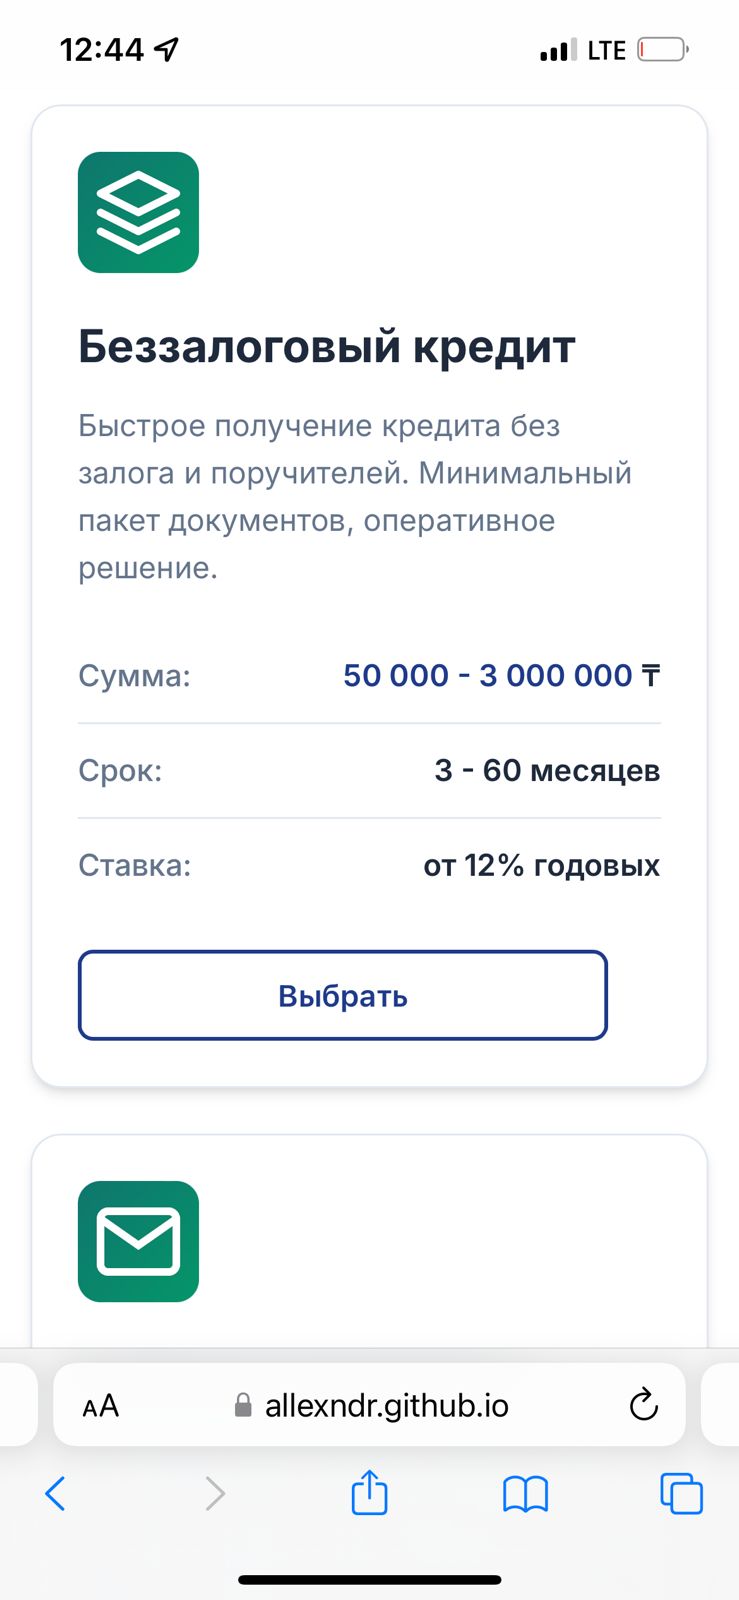 12:44 LTE
Беззалоговый кредит
Быстрое получение кредита без
залога и поручителей. Минимальный
пакет документов, оперативное
решение.
Сумма: 50 000 - 3 000 000 ₸
Срок: 3 - 60 месяцев
Ставка: от 12% годовых
Выбрать
AA allexndr.github.io